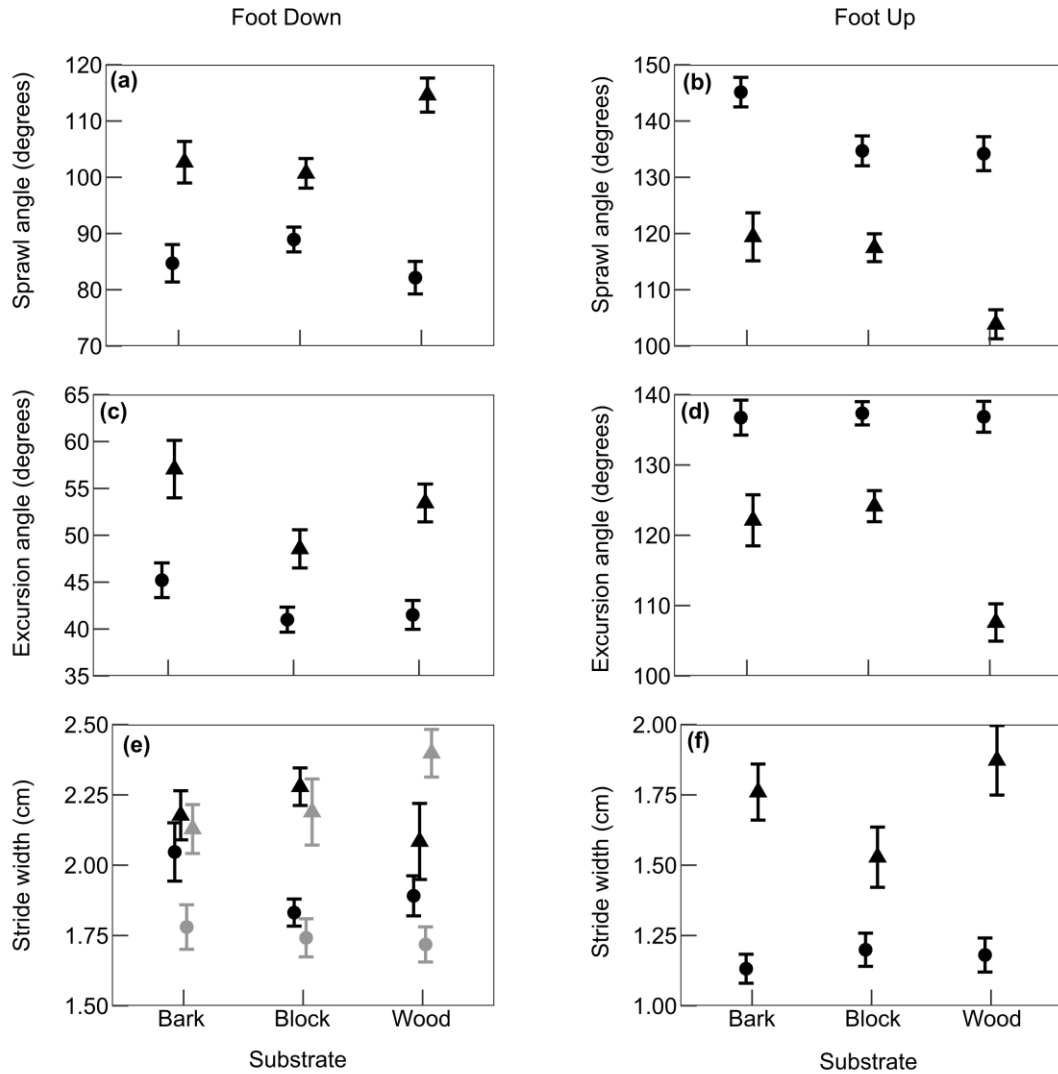 Foot Down
Foot Up
(a)
Sprawl angle (degrees)
120
110
100
90
80
70
(b)
Sprawl angle (degrees)
150
140
130
120
110
100
(c)
Excursion angle (degrees)
65
60
55
50
45
40
35
(d)
Excursion angle (degrees)
140
130
120
110
100
(e)
Stride width (cm)
2.50
2.25
2.00
1.75
1.50
Bark Block Wood
Substrate
(f)
Stride width (cm)
2.00
1.75
1.50
1.25
1.00
Bark Block Wood
Substrate